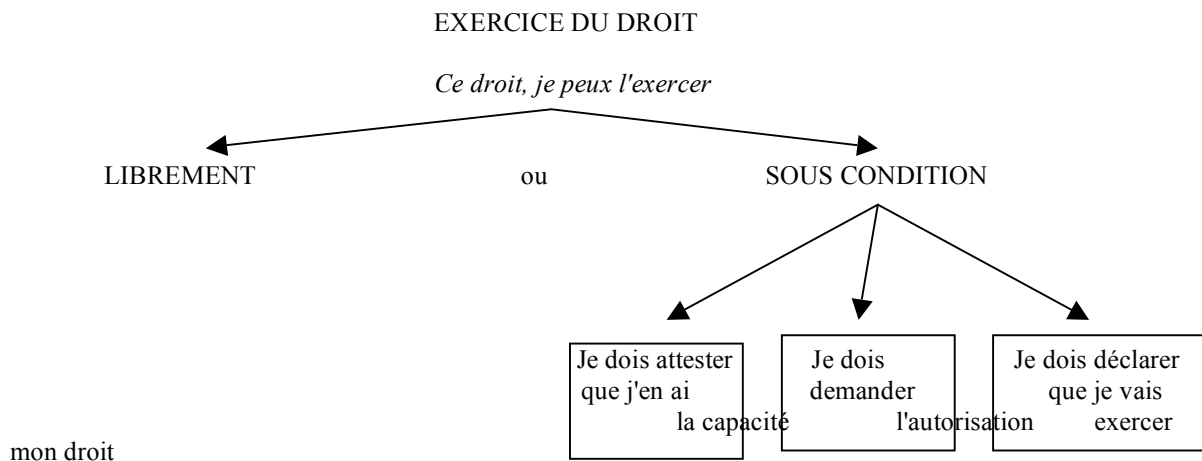 EXERCICE DU DROIT
Ce droit, je peux l'exercer
LIBREMENT ou SOUS CONDITION
Je dois attester Je dois Je dois déclarer
que j'en ai demander que je vais
la capacité l'autorisation exercer
mon droit